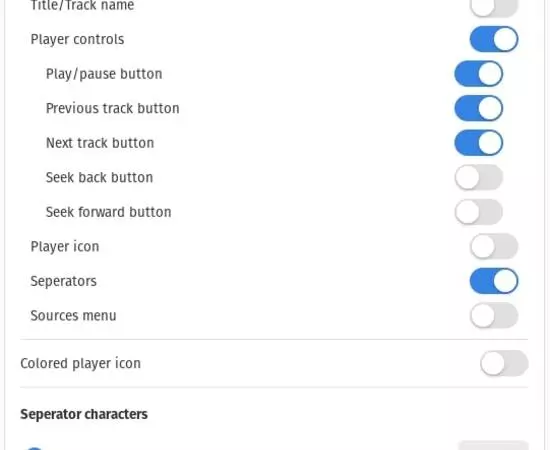 Title/Track name
Player controls
Play/pause button
Previous track button
Next track button
Seek back button
Seek forward button
Player icon
Seperators
Sources menu
Colored player icon
Seperator characters